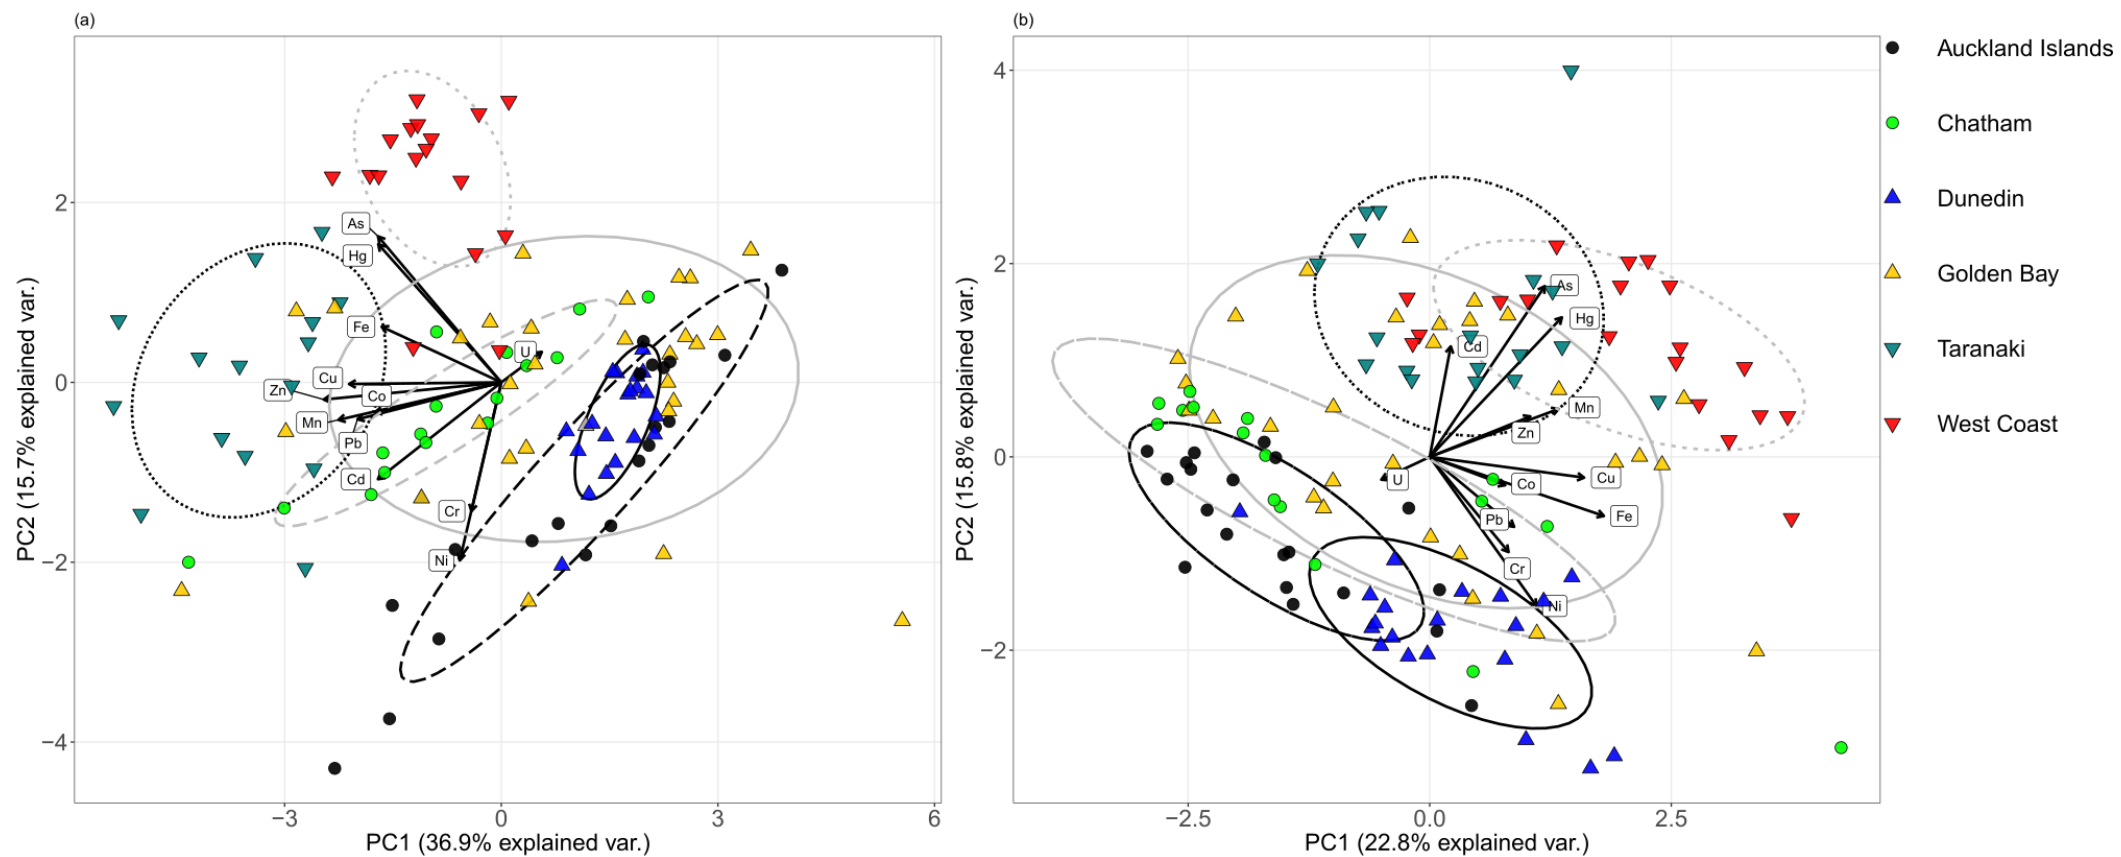 (a)
PC2 (15.7% explained var.)
2
0
−2
−4
As
Hg
Fe
U
Cu
Zn
Co
Mn
Pb
Cd
Cr
Ni
−3
0
3
6
PC1 (36.9% explained var.)
(b)
PC2 (15.8% explained var.)
4
2
0
−2
As
Hg
Cd
Mn
Zn
U
Cu
Co
Fe
Pb
Cr
Ni
−2.5
0.0
2.5
PC1 (22.8% explained var.)
Auckland Islands
Chatham
Dunedin
Golden Bay
Taranaki
West Coast